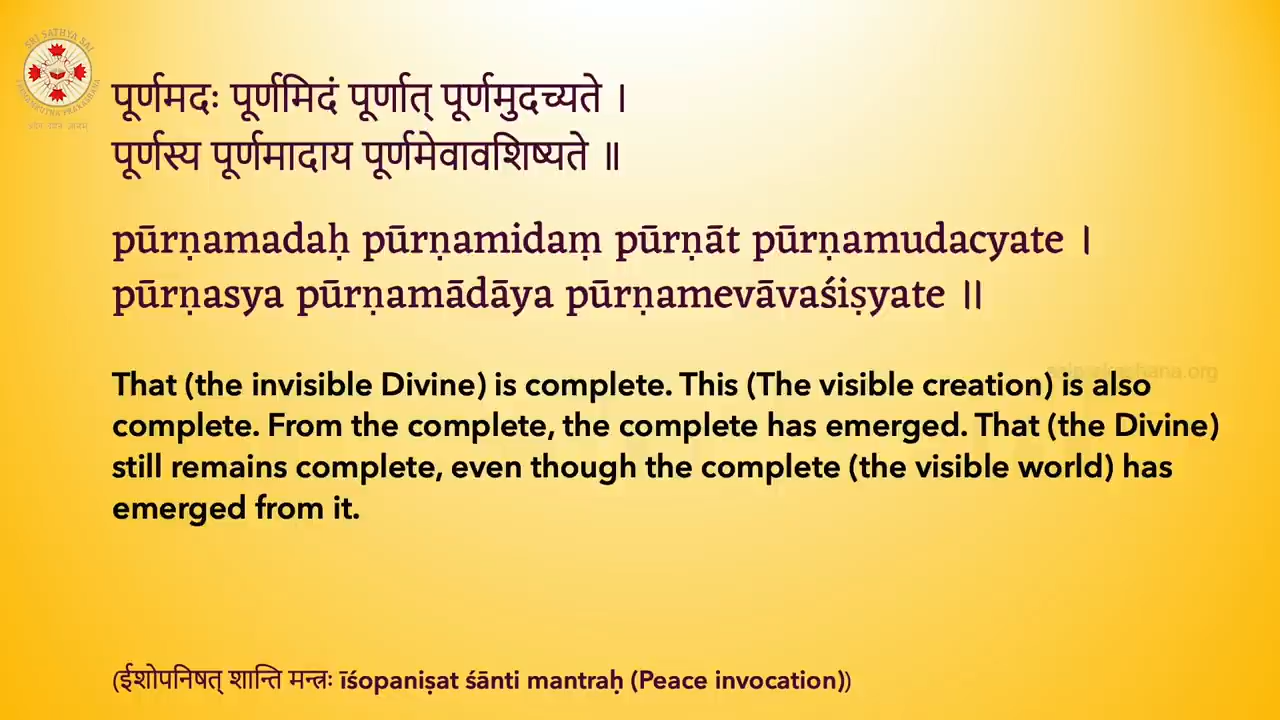 SRI SATHYA SAI
पूर्णमदः पूर्णमिदं पूर्णात् पूर्णमुदच्यते ।
पूर्णस्य पूर्णमादाय पूर्णमेवावशिष्यते ॥
pūrṇamadaḥ pūrṇamidaṃ pūrṇāt pūrṇamudacyate ।
pūrṇasya pūrṇamādāya pūrṇamevāvaśiṣyate ॥
That (the invisible Divine) is complete. This (The visible creation) is also
complete. From the complete, the complete has emerged. That (the Divine)
still remains complete, even though the complete (the visible world) has
emerged from it.
(ईशोपनिषत् शान्ति मन्त्रः īśopaniṣat śānti mantraḥ (Peace invocation))